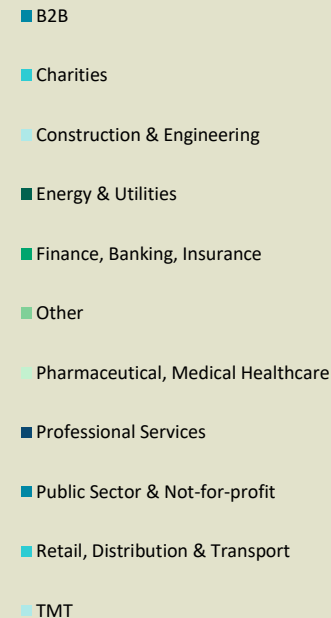 B2B
Charities
Construction & Engineering
Energy & Utilities
Finance, Banking, Insurance
Other
Pharmaceutical, Medical Healthcare
Professional Services
Public Sector & Not-for-profit
Retail, Distribution & Transport
TMT